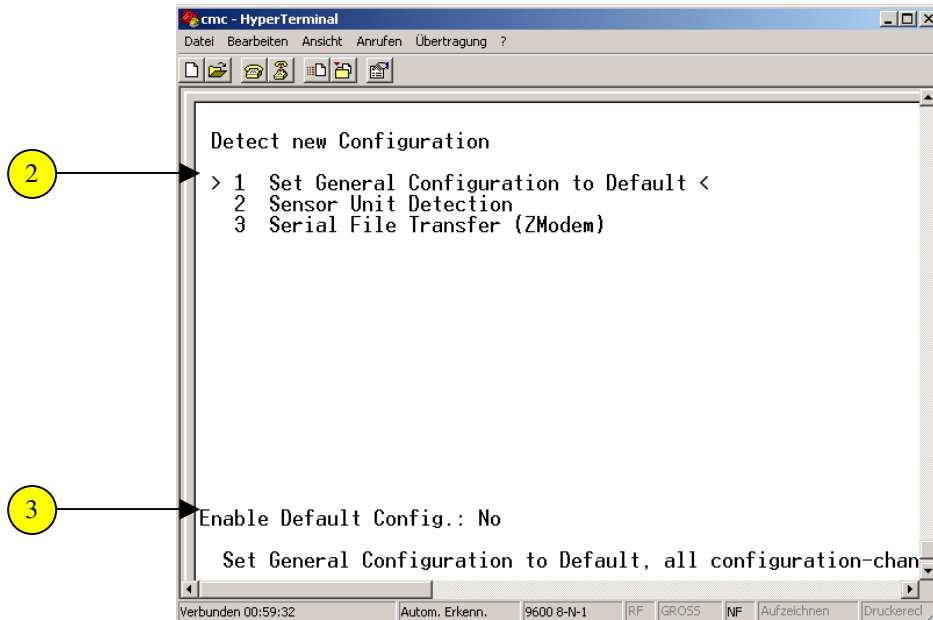 cmc - HyperTerminal
Datei Bearbeiten Ansicht Anrufen Übertragung ?
Detect new Configuration
2
> 1 Set General Configuration to Default <
2 Sensor Unit Detection
3 Serial File Transfer (ZModem)
3
Enable Default Config.: No
Set General Configuration to Default, all configuration-chan
Verbunden 00:59:32 Autom. Erkenn. 9600 8-N-1 RF GROSS NF Aufzeichnen Druckerecl